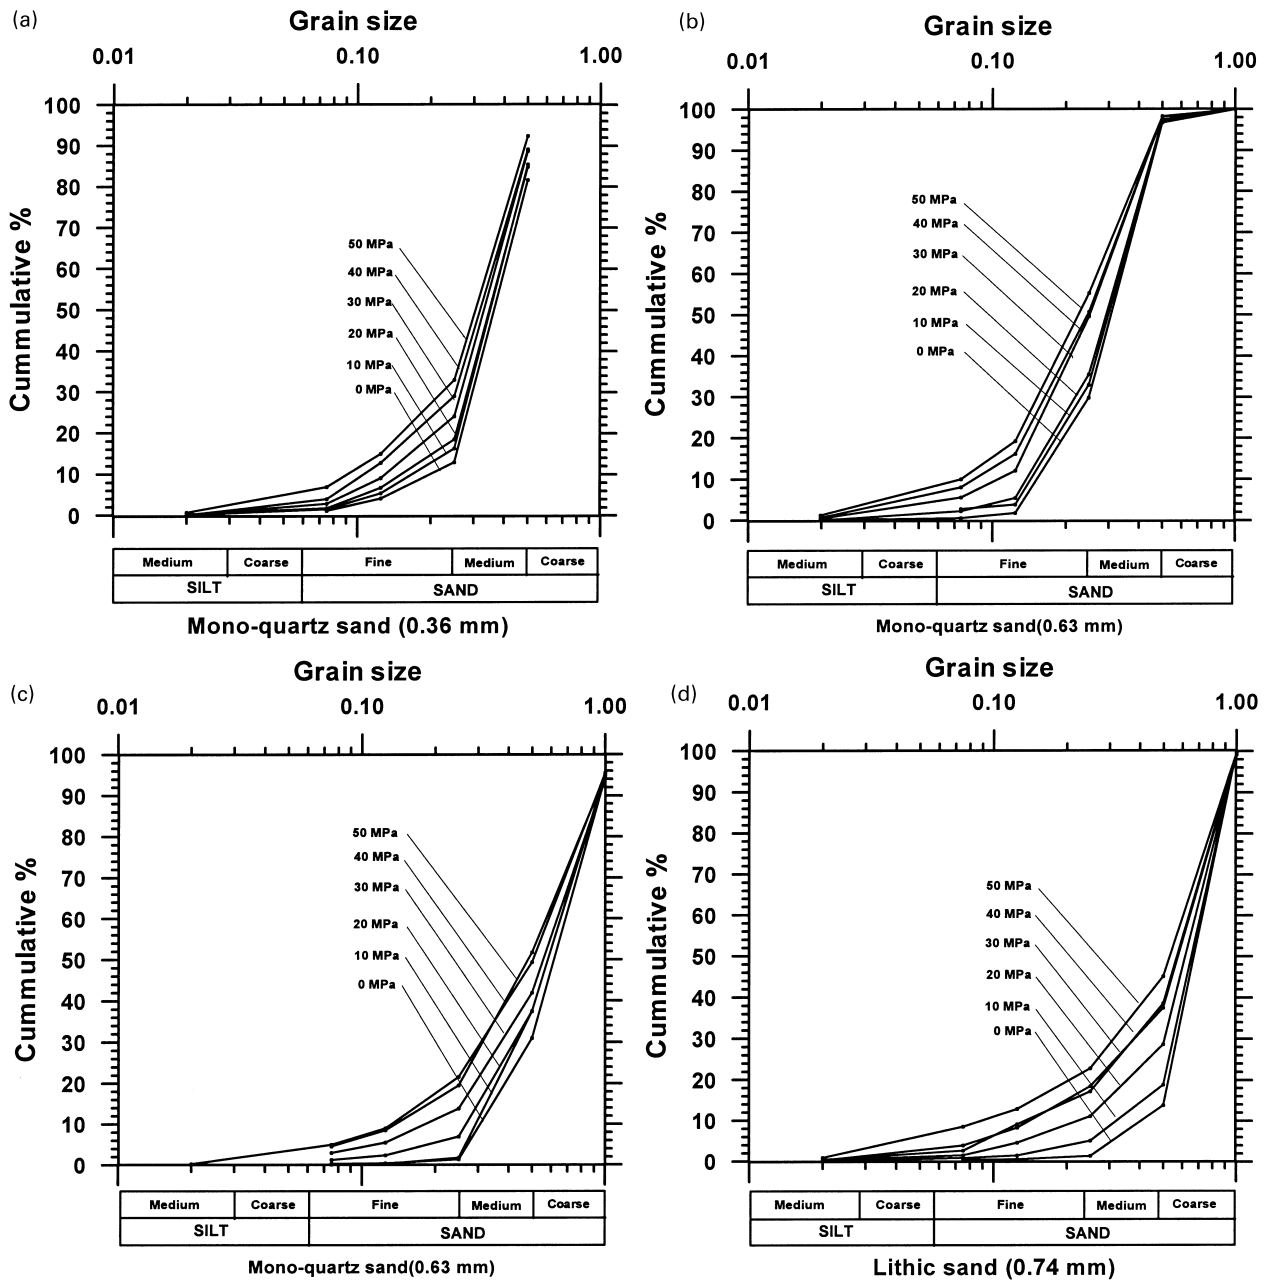 (a)
Grain size
0.01 0.10 1.00
100
90
80
70
60
50
40
30
20
10
0
Cummulative %
50 MPa
40 MPa
30 MPa
20 MPa
10 MPa
0 MPa
Medium Coarse Fine Medium Coarse
SILT SAND
Mono-quartz sand (0.36 mm)
(b)
Grain size
0.01 0.10 1.00
100
90
80
70
60
50
40
30
20
10
0
Cummulative %
50 MPa
40 MPa
30 MPa
20 MPa
10 MPa
0 MPa
Medium Coarse Fine Medium Coarse
SILT SAND
Mono-quartz sand(0.63 mm)
(c)
Grain size
0.01 0.10 1.00
100
90
80
70
60
50
40
30
20
10
0
Cummulative %
50 MPa
40 MPa
30 MPa
20 MPa
10 MPa
0 MPa
Medium Coarse Fine Medium Coarse
SILT SAND
Mono-quartz sand(0.63 mm)
(d)
Grain size
0.01 0.10 1.00
100
90
80
70
60
50
40
30
20
10
0
Cummulative %
50 MPa
40 MPa
30 MPa
20 MPa
10 MPa
0 MPa
Medium Coarse Fine Medium Coarse
SILT SAND
Lithic sand (0.74 mm)